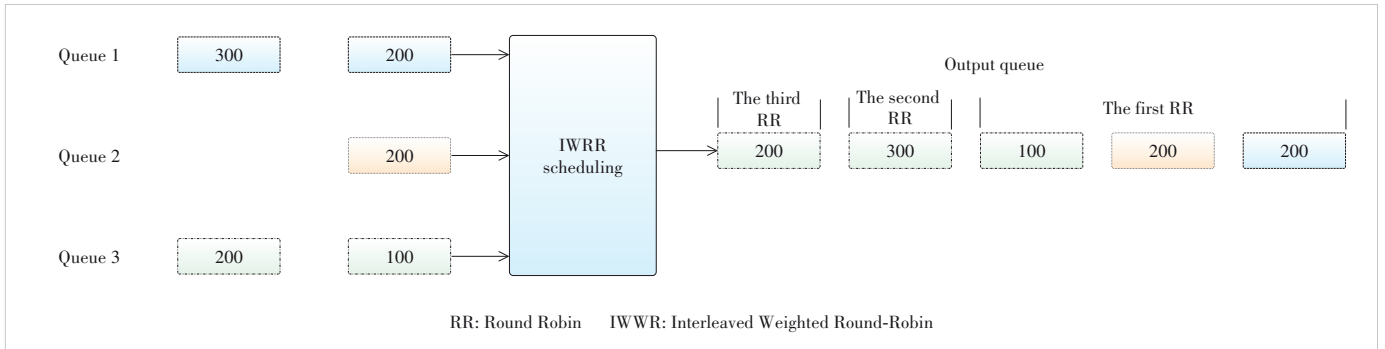 Queue 1
300
200
Output queue
The third
RR
The second
RR
The first RR
Queue 2
200
IWRR
scheduling
200
300
100
200
200
Queue 3
200
100
RR: Round Robin IWWR: Interleaved Weighted Round-Robin